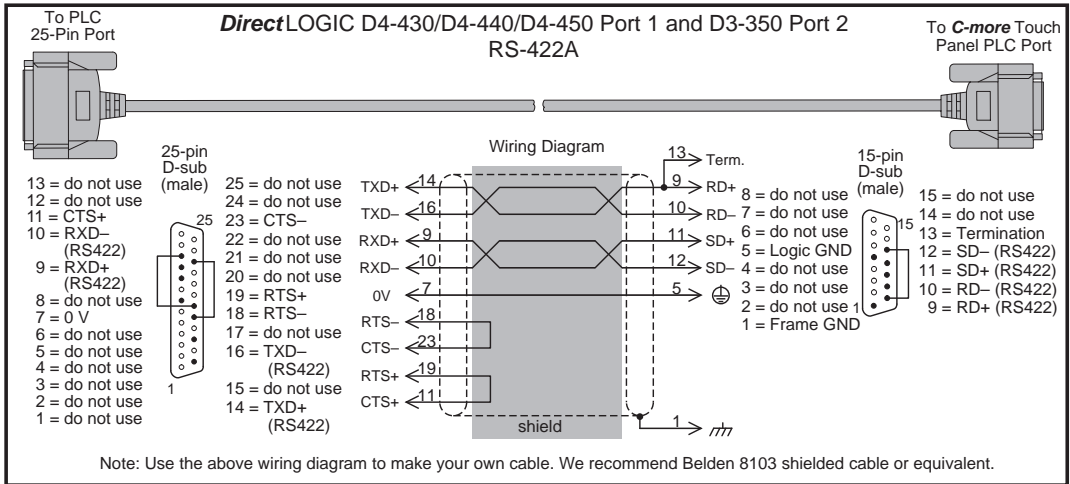 To PLC
25-Pin Port
DirectLOGIC D4-430/D4-440/D4-450 Port 1 and D3-350 Port 2
RS-422A
To C-more Touch
Panel PLC Port
25-pin
D-sub
(male)
13 = do not use
12 = do not use
11 = CTS+
10 = RXD–
(RS422)
9 = RXD+
(RS422)
8 = do not use
7 = 0 V
6 = do not use
5 = do not use
4 = do not use
3 = do not use
2 = do not use
1 = do not use
25
1
25 = do not use
24 = do not use
23 = CTS–
22 = do not use
21 = do not use
20 = do not use
19 = RTS+
18 = RTS–
17 = do not use
16 = TXD–
(RS422)
15 = do not use
14 = TXD+
(RS422)
Wiring Diagram
13 Term.
TXD+ 14 9 RD+
TXD– 16 10 RD–
RXD+ 9 11 SD+
RXD– 10 12 SD–
0V 7 5
RTS– 18
CTS– 23
RTS+ 19
CTS+ 11
shield
1
8 = do not use
7 = do not use
6 = do not use
5 = Logic GND
4 = do not use
3 = do not use
2 = do not use
1 = Frame GND
15-pin
D-sub
(male)
15
1
15 = do not use
14 = do not use
13 = Termination
12 = SD– (RS422)
11 = SD+ (RS422)
10 = RD– (RS422)
9 = RD+ (RS422)
Note: Use the above wiring diagram to make your own cable. We recommend Belden 8103 shielded cable or equivalent.